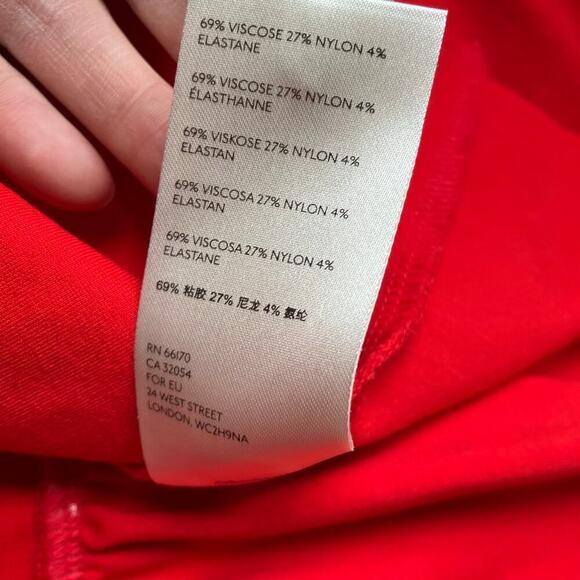 69% VISCOSE 27% NYLON 4%
ELASTANE
69% VISCOSE 27% NYLON 4%
ÉLASTHANNE
69% VISKOSE 27% NYLON 4%
ELASTAN
69% VISCOSA 27% NYLON 4%
ELASTAN
69% VISCOSA 27% NYLON 4%
ELASTANE
69% 粘胶 27% 尼龙 4% 氨纶
RN 66170
CA 32054
FOR EU
24 WEST STREET
LONDON, WC2H9NA